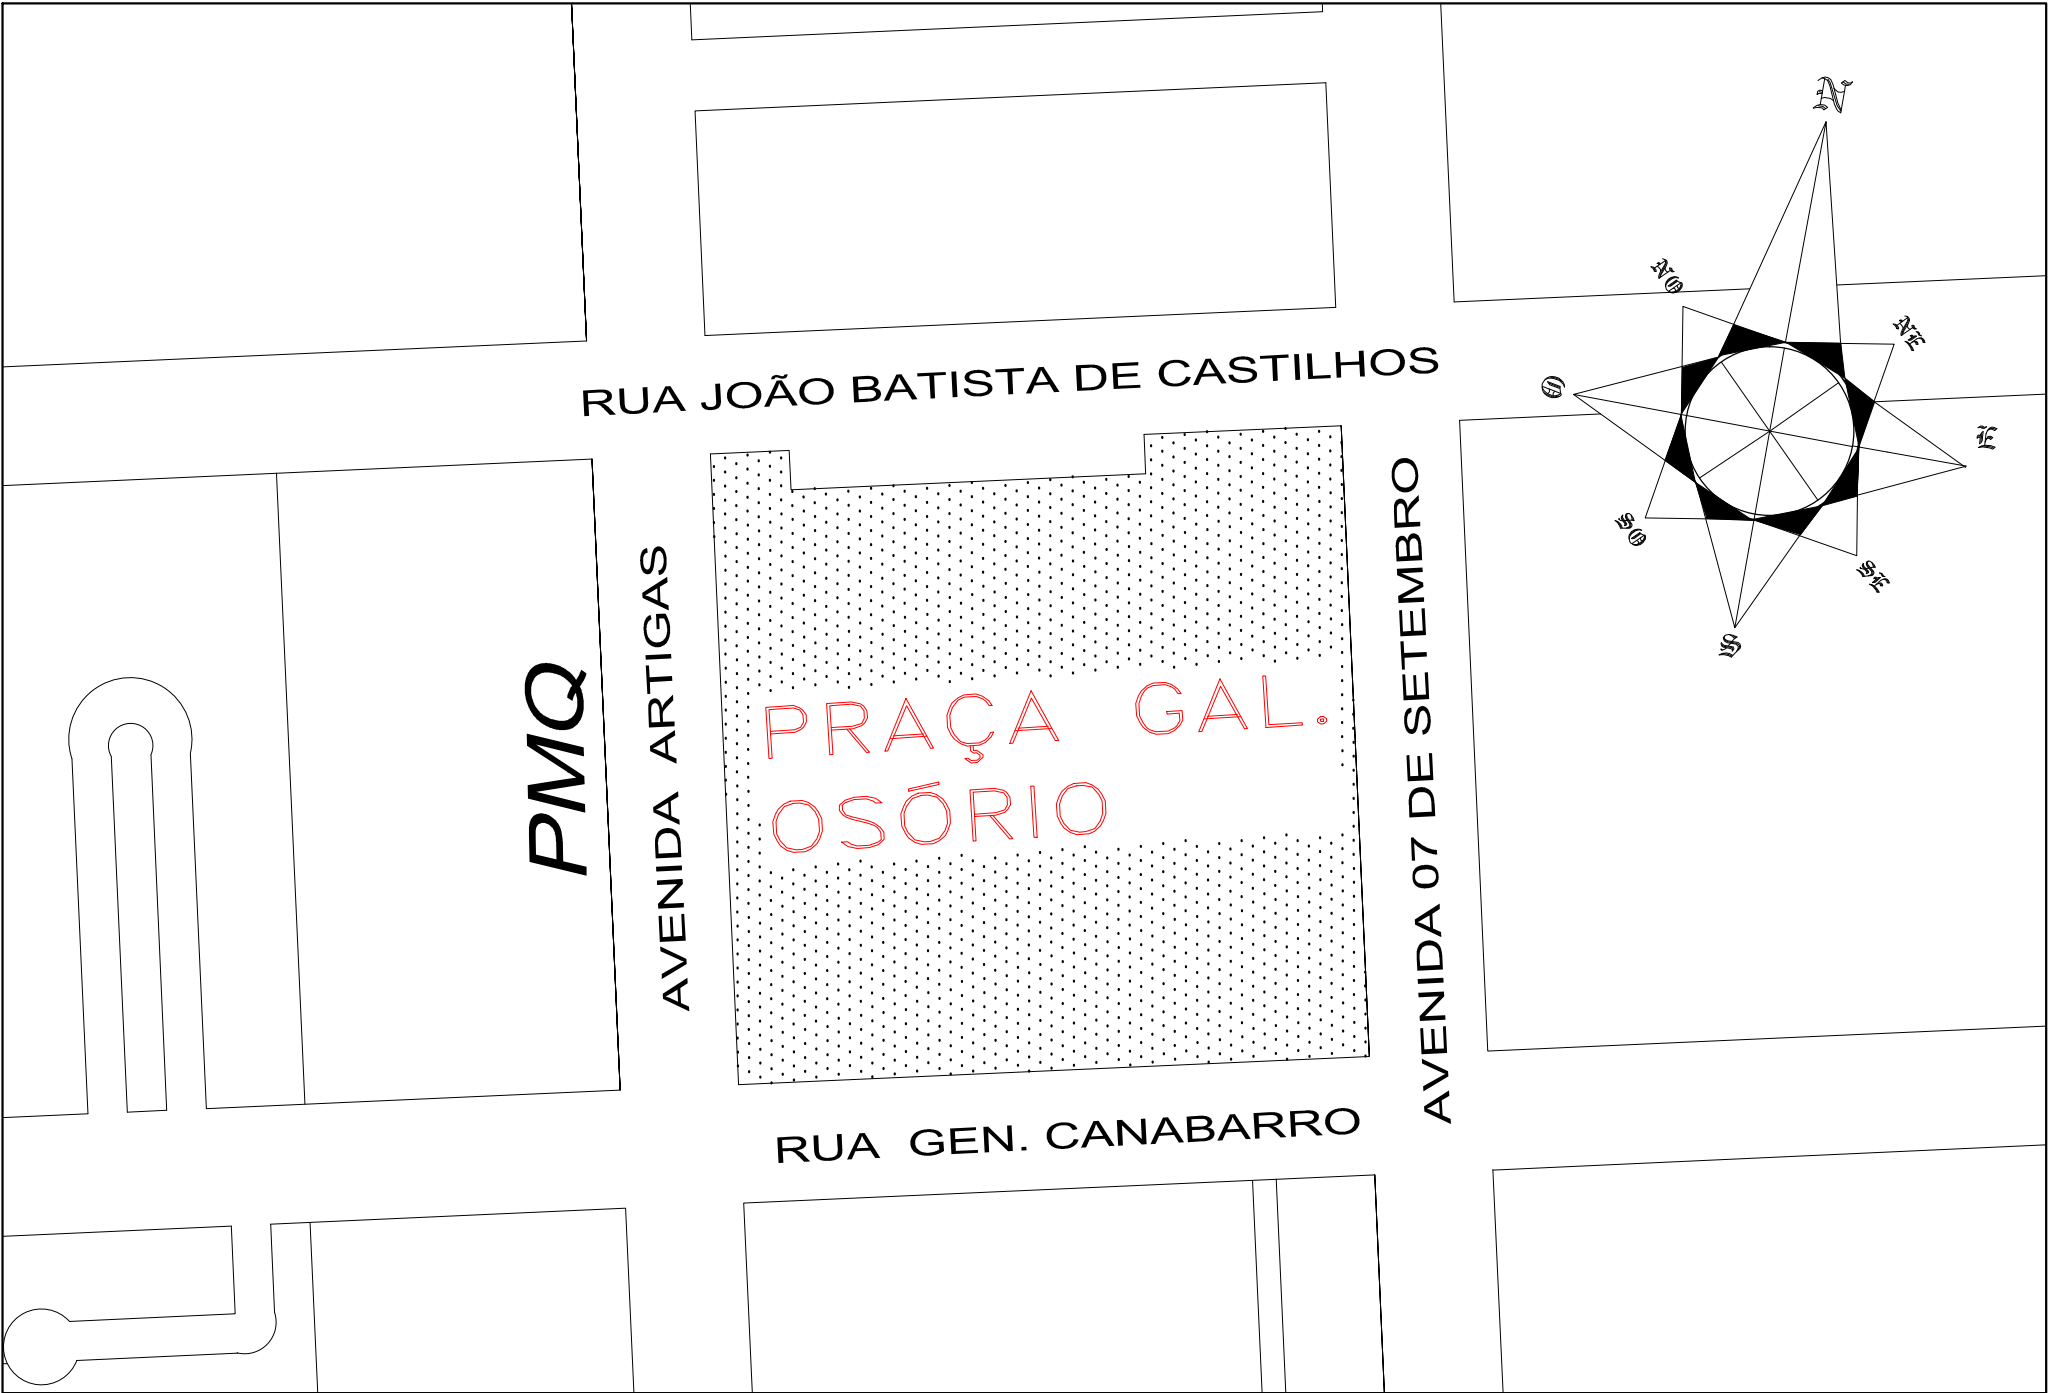 N
NO
NE
O
E
SO
SE
S
RUA JOÃO BATISTA DE CASTILHOS
PMQ
AVENIDA ARTIGAS
PRAÇA GAL.
OSÓRIO
AVENIDA 07 DE SETEMBRO
RUA GEN. CANABARRO